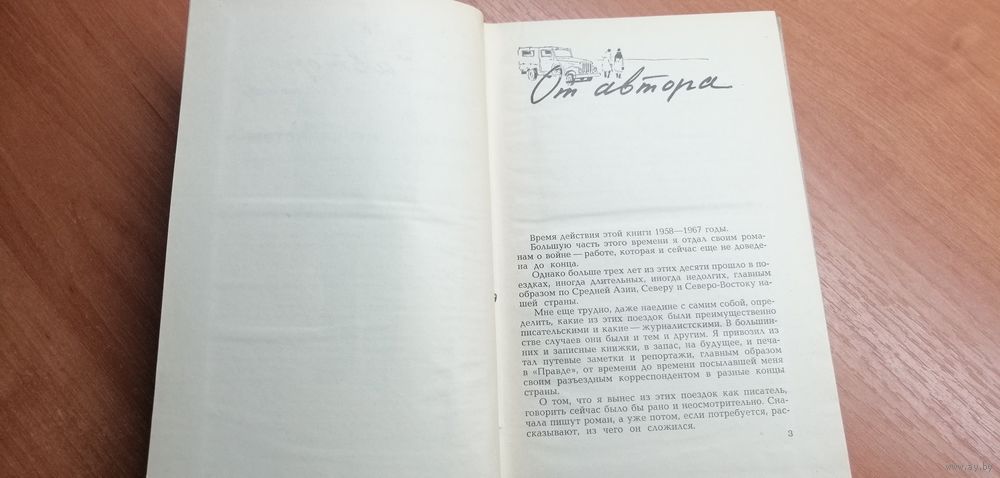 От автора
Время действия этой книги 1958—1967 годы.
Большую часть этого времени я отдал своим рома-
нам о войне — работе, которая и сейчас еще не доведе-
на до конца.
Однако больше трех лет из этих десяти прошло в по-
ездках, иногда длительных, иногда недолгих, главным
образом по Средней Азии, Северу и Северо-Востоку на-
шей страны.
Мне еще трудно, даже наедине с самим собой, опре-
делить, какие из этих поездок были преимущественно
писательскими и какие — журналистскими. В большин-
стве случаев они были и тем и другим. Я привозил из
них и записные книжки, в запас, на будущее, и печа-
тал путевые заметки и репортажи, главным образом
в «Правде», от времени до времени посылавшей меня
своим разъездным корреспондентом в разные концы
страны.
О том, что я вынес из этих поездок как писатель,
говорить сейчас было бы рано и неосмотрительно. Сна-
чала пишут роман, а уже потом, если потребуется, рас-
сказывают, из чего он сложился.
3
www.ay.by